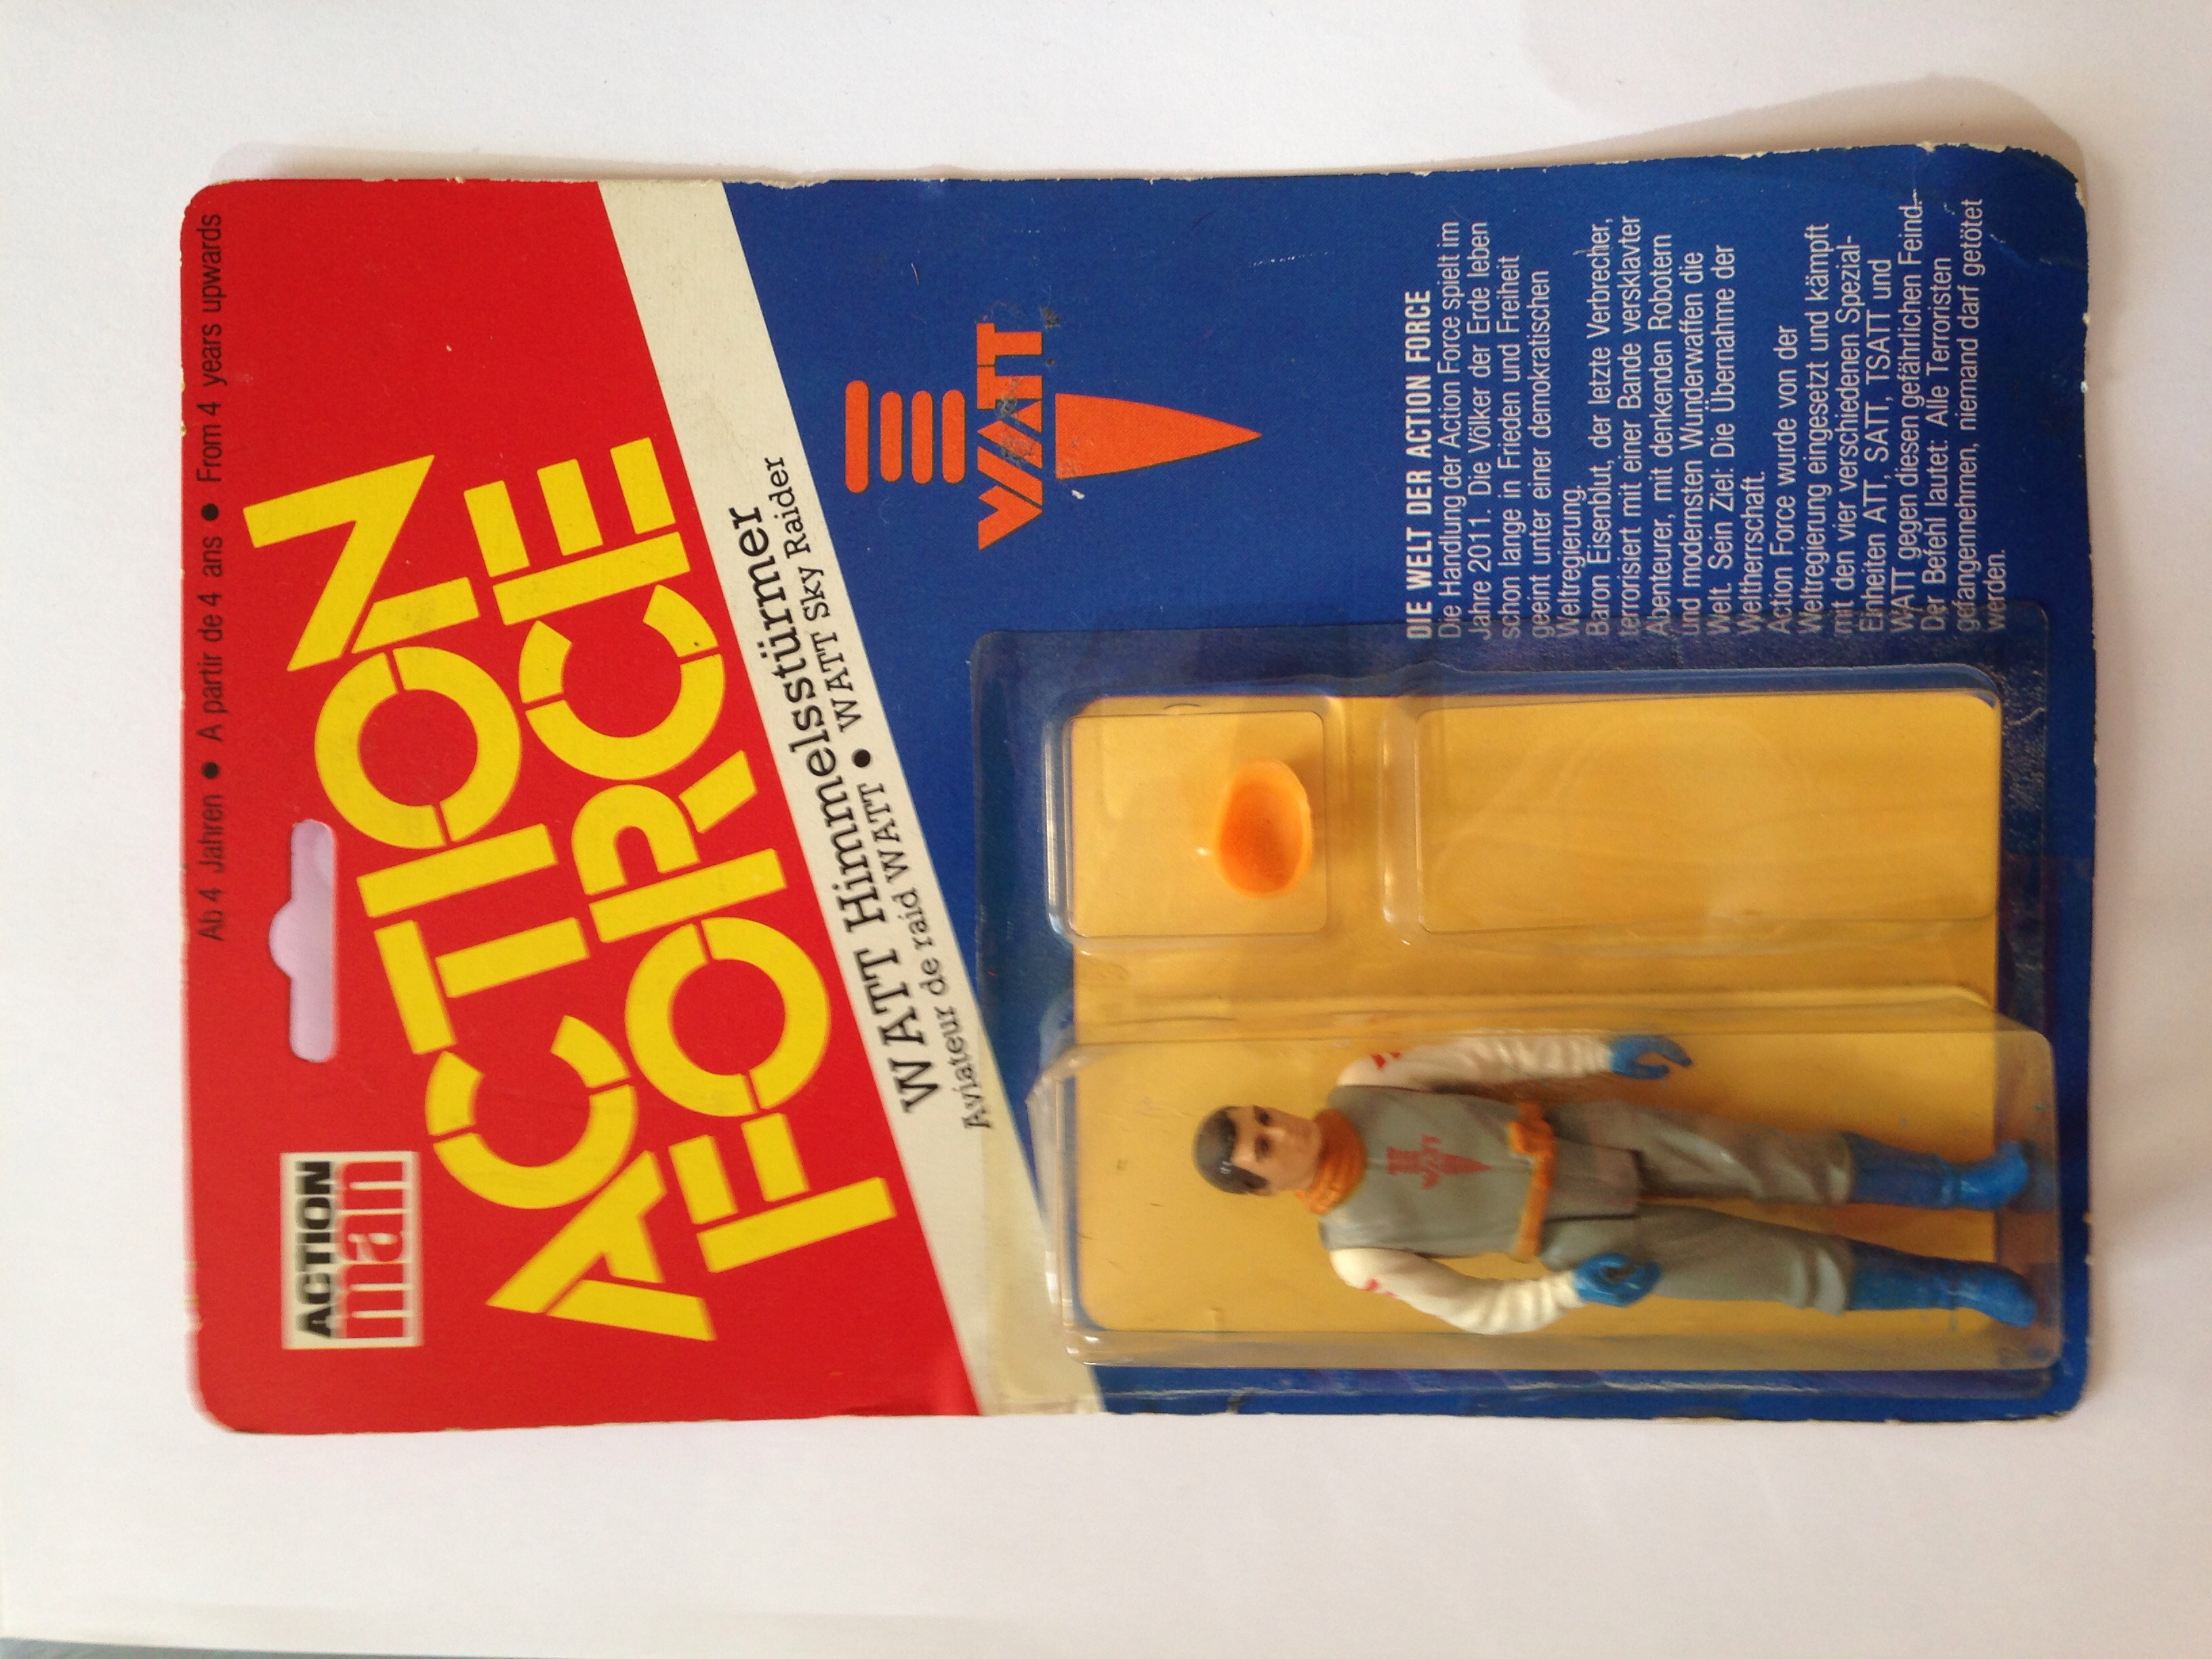 Ab 4 Jahren ● A partir de 4 ans ● From 4 years upwards
ACTION
man
ACTION
FORCE
WATT Himmelsstürmer
Aviateur de raid WATT ● WATT Sky Raider
WATT
DIE WELT DER ACTION FORCE
Die Handlung der Action Force spielt im
Jahre 2011. Die Völker der Erde leben
schon lange in Frieden und Freiheit
geeint unter einer demokratischen
Weltregierung.
Baron Eisenblut, der letzte Verbrecher,
terrorisiert mit einer Bande versklavter
Abenteurer, mit denkenden Robotern
und modernsten Wunderwaffen die
Welt. Sein Ziel: Die Übernahme der
Weltherrschaft.
Action Force wurde von der
Weltregierung eingesetzt und kämpft
mit den vier verschiedenen Spezial-
Einheiten ATT, SATT, TSATT und
WATT gegen diesen gefährlichen Feind.
Der Befehl lautet: Alle Terroristen
gefangennehmen, niemand darf getötet
werden.
WATT